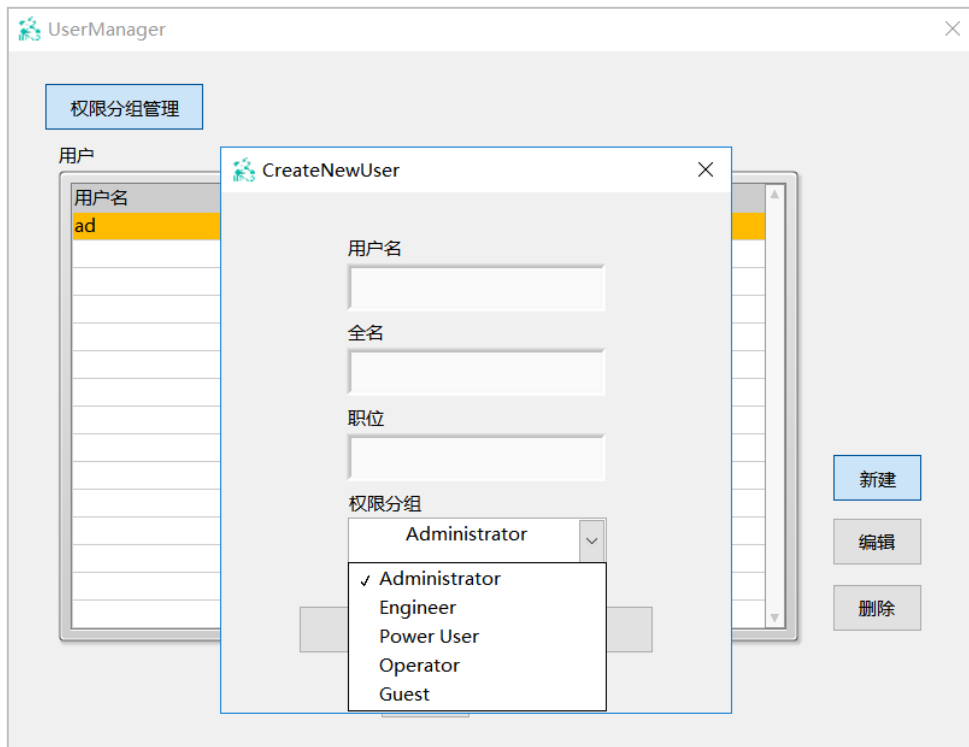 UserManager
权限分组管理
用户
用户名
ad
CreateNewUser
用户名
全名
职位
权限分组
Administrator
✓ Administrator
Engineer
Power User
Operator
Guest
新建
编辑
删除